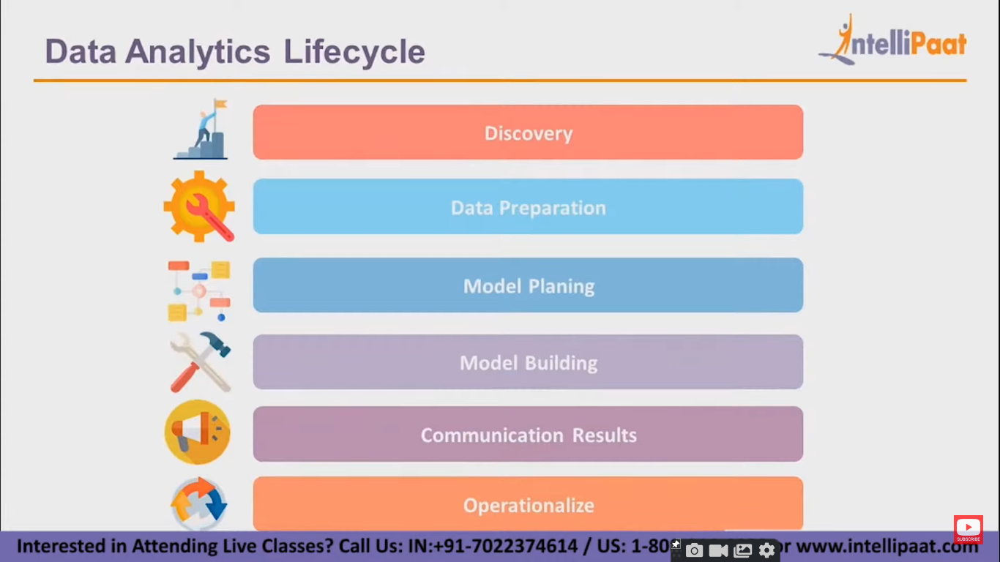 Data Analytics Lifecycle
IntelliPaat
Discovery
Data Preparation
Model Planing
Model Building
Communication Results
Operationalize
SUBSCRIBE
Interested in Attending Live Classes? Call Us: IN:+91-7022374614 / US: 1-80 or www.intellipaat.com